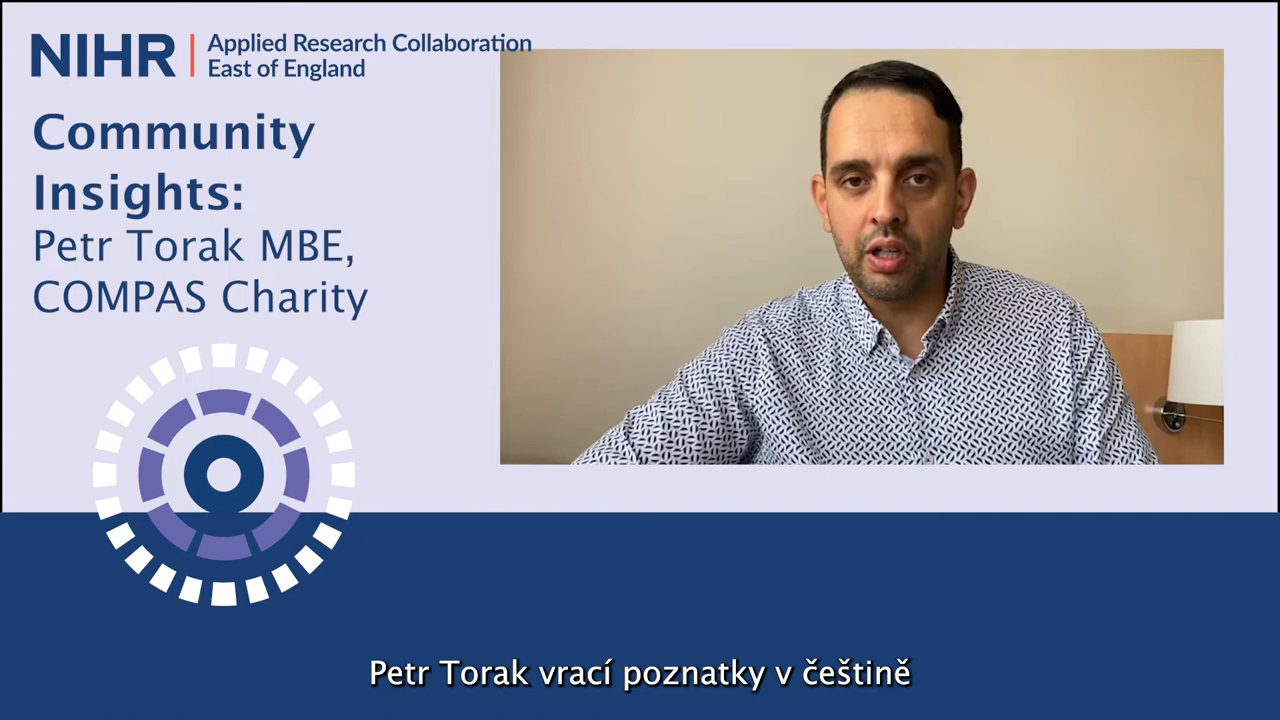 NIHR | Applied Research Collaboration
East of England
Community
Insights:
Petr Torak MBE,
COMPAS Charity
Petr Torak vrací poznatky v češtině